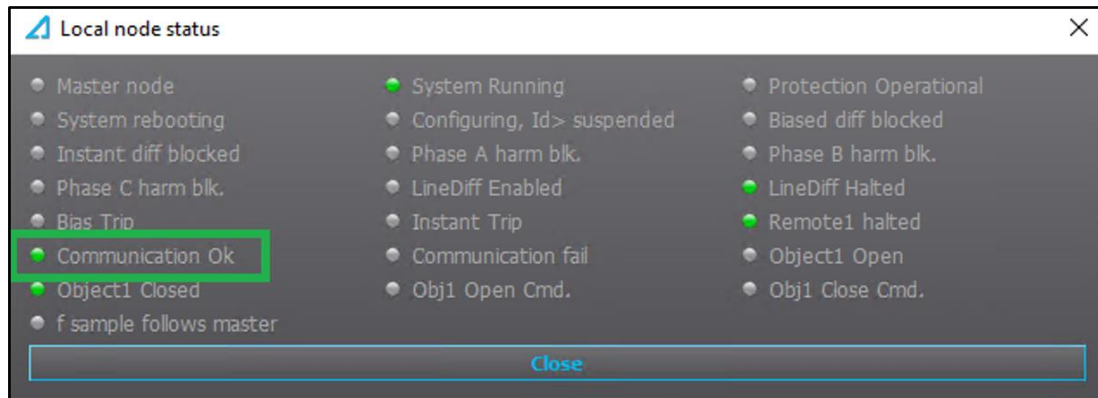 Local node status
Master node System Running Protection Operational
System rebooting Configuring, Id> suspended Biased diff blocked
Instant diff blocked Phase A harm blk. Phase B harm blk.
Phase C harm blk. LineDiff Enabled LineDiff Halted
Bias Trip Instant Trip Remote1 halted
Communication Ok Communication fail Object1 Open
Object1 Closed Obj1 Open Cmd. Obj1 Close Cmd.
f sample follows master
Close